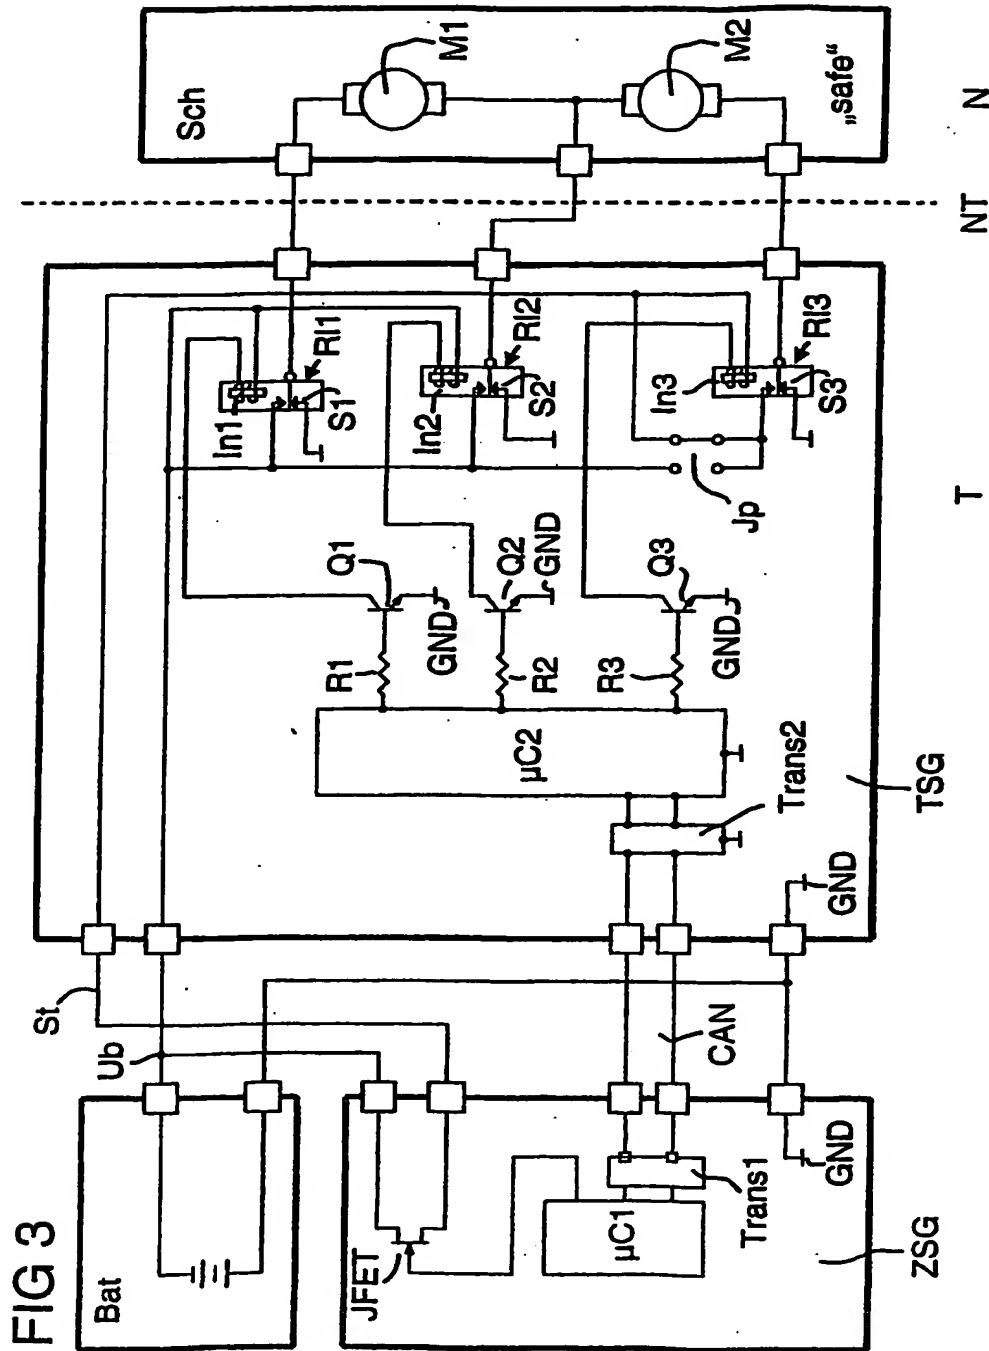 FIG 3
Bat
Ub
St
JFET
µC1
Trans1
GND
ZSG
CAN
GND
TSG
Trans2
µC2
R1
R2
R3
Q1
GND
Q2
GND
Q3
GND
Jp
In1
S1
Rl1
In2
S2
Rl2
In3
S3
Rl3
T
NT
N
Sch
M1
M2
„safe“